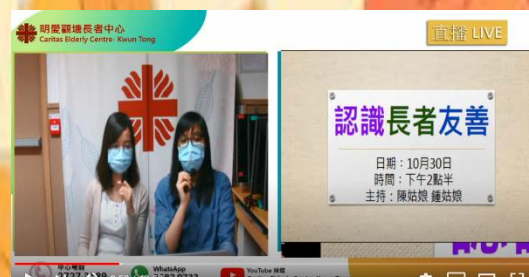 明愛觀塘長者中心
Caritas Elderly Centre - Kwun Tong
直播 LIVE
認識長者友善
日期：10月30日
時間：下午2點半
主持：陳姑娘 鍾姑娘
WhatsApp
YouTube 頻道